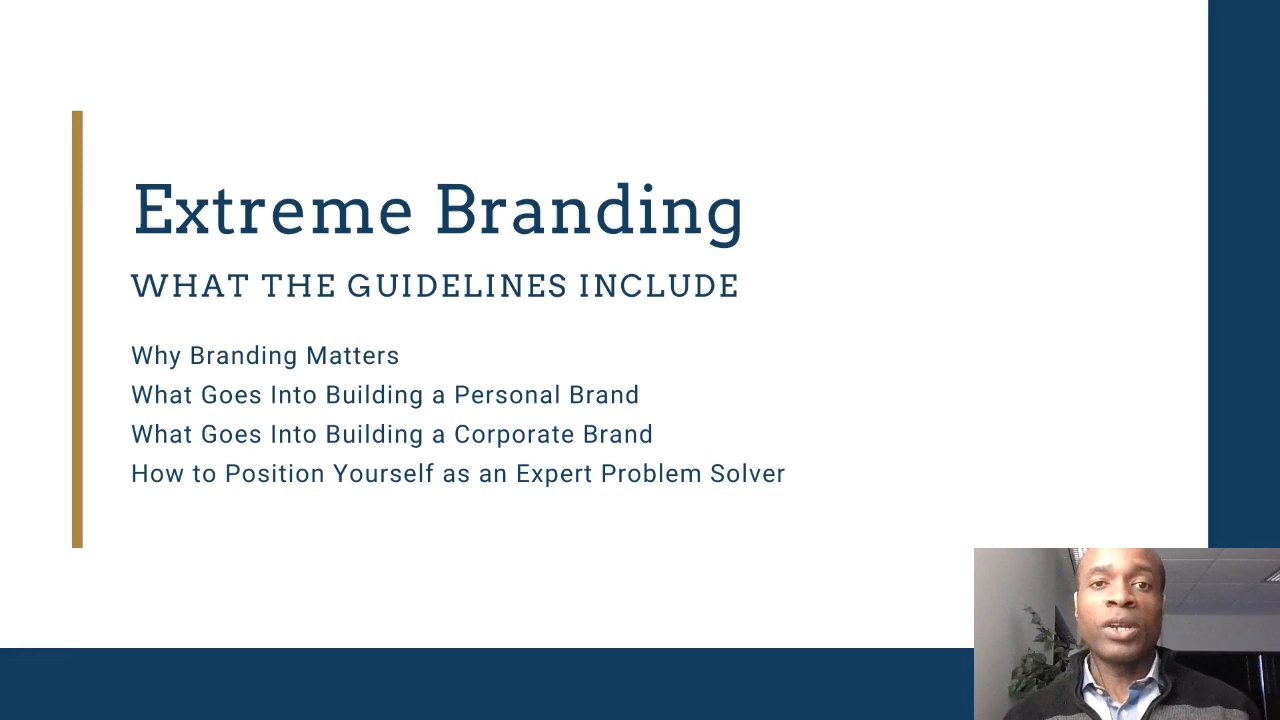 Extreme Branding
WHAT THE GUIDELINES INCLUDE
Why Branding Matters
What Goes Into Building a Personal Brand
What Goes Into Building a Corporate Brand
How to Position Yourself as an Expert Problem Solver